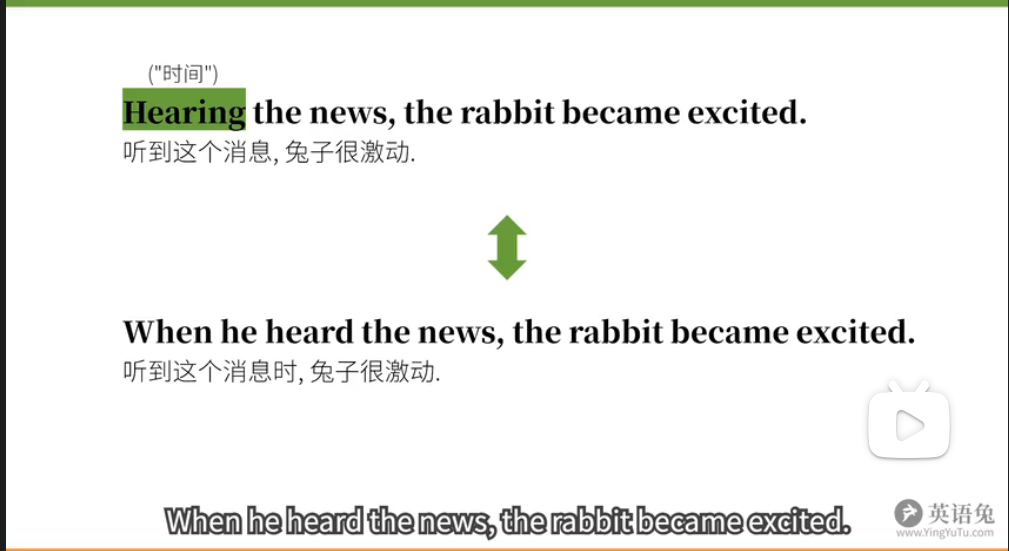 ("时间")
Hearing the news, the rabbit became excited.
听到这个消息, 兔子很激动.
When he heard the news, the rabbit became excited.
听到这个消息时, 兔子很激动.
When he heard the news, the rabbit became excited.
英语兔
www.YingYuTu.com